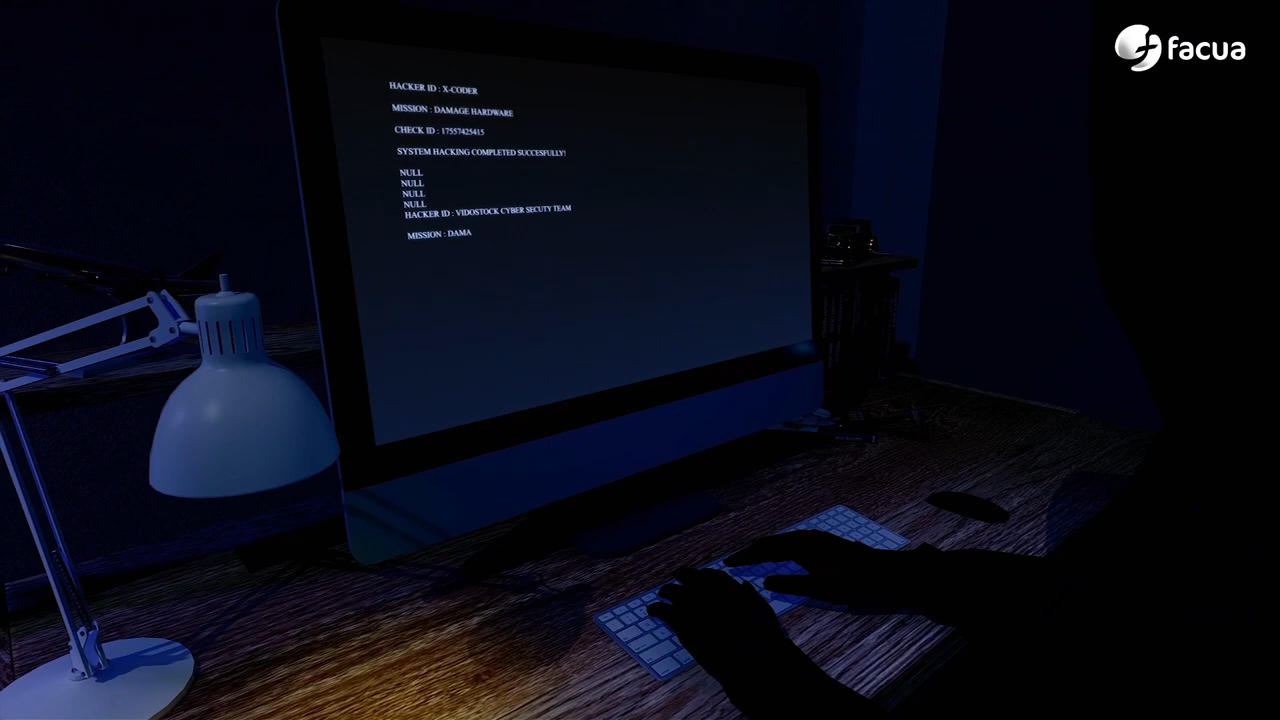 facua
HACKER ID : X-CODER
MISSION : DAMAGE HARDWARE
CHECK ID : 17557425415
SYSTEM HACKING COMPLETED SUCCESFULLY!
NULL
NULL
NULL
NULL
HACKER ID : VIDOSTOCK CYBER SECUTY TEAM
MISSION : DAMA